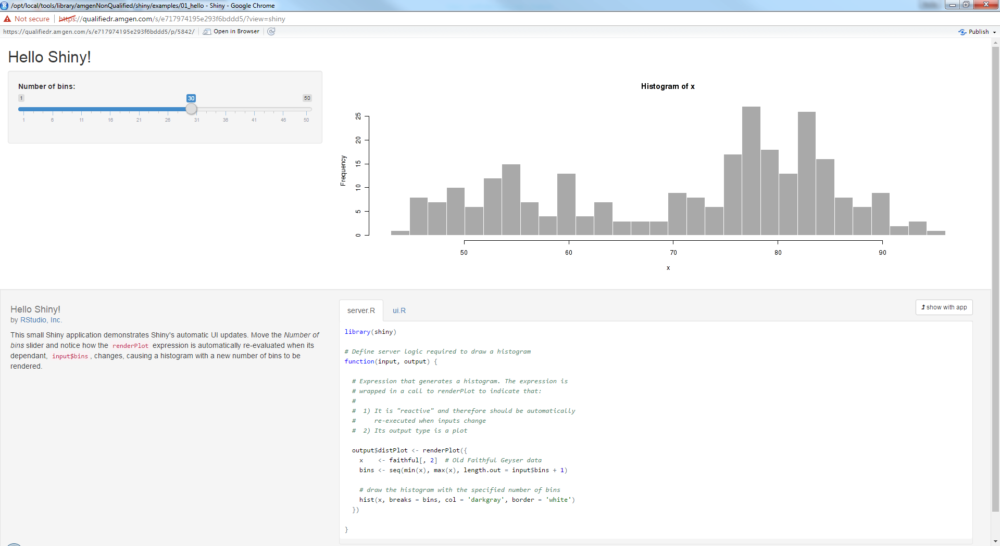 /opt/local/tools/library/amgenNonQualified/shiny/examples/01_hello - Shiny - Google Chrome
Not secure | https://qualifiedr.amgen.com/s/e717974195e293f6bddd5/?view=shiny
https://qualifiedr.amgen.com/s/e717974195e293f6bddd5/p/5842/ Open in Browser Publish
Hello Shiny!
Number of bins:
1 30 50
1 6 11 16 21 26 31 36 41 46 50
Histogram of x
Frequency
25
20
15
10
5
0
50 60 70 80 90
x
Hello Shiny!
by RStudio, Inc.
This small Shiny application demonstrates Shiny's automatic UI updates. Move the Number of
bins slider and notice how the renderPlot expression is automatically re-evaluated when its
dependant, input$bins , changes, causing a histogram with a new number of bins to be
rendered.
server.R ui.R show with app
library(shiny)
# Define server logic required to draw a histogram
function(input, output) {
# Expression that generates a histogram. The expression is
# wrapped in a call to renderPlot to indicate that:
#
# 1) It is "reactive" and therefore should be automatically
# re-executed when inputs change
# 2) Its output type is a plot
output$distPlot <- renderPlot({
x <- faithful[, 2] # Old Faithful Geyser data
bins <- seq(min(x), max(x), length.out = input$bins + 1)
# draw the histogram with the specified number of bins
hist(x, breaks = bins, col = 'darkgray', border = 'white')
})
}